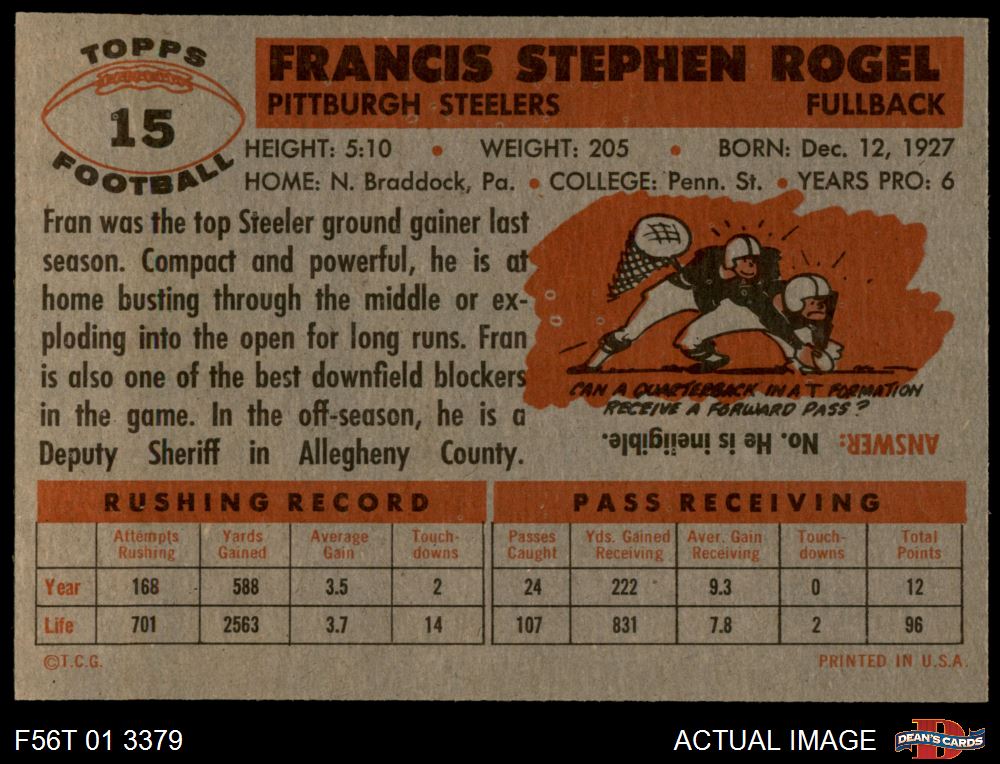 TOPPS
15
FOOTBALL
FRANCIS STEPHEN ROGEL
PITTBURGH STEELERS FULLBACK
HEIGHT: 5:10 • WEIGHT: 205 • BORN: Dec. 12, 1927
HOME: N. Braddock, Pa. • COLLEGE: Penn. St. • YEARS PRO: 6
Fran was the top Steeler ground gainer last
season. Compact and powerful, he is at
home busting through the middle or ex-
ploding into the open for long runs. Fran
is also one of the best downfield blockers
in the game. In the off-season, he is a
Deputy Sheriff in Allegheny County.
CAN A QUARTERBACK IN A T FORMATION
RECEIVE A FORWARD PASS?
ANSWER: No. He is ineligible.
RUSHING RECORD PASS RECEIVING
Attempts Rushing Yards Gained Average Gain Touch-downs Passes Caught Yds. Gained Receiving Aver. Gain Receiving Touch-downs Total Points
Year 168 588 3.5 2 24 222 9.3 0 12
Life 701 2563 3.7 14 107 831 7.8 2 96
©T.C.G. PRINTED IN U.S.A.
F56T 01 3379 ACTUAL IMAGE DEAN'S CARDS